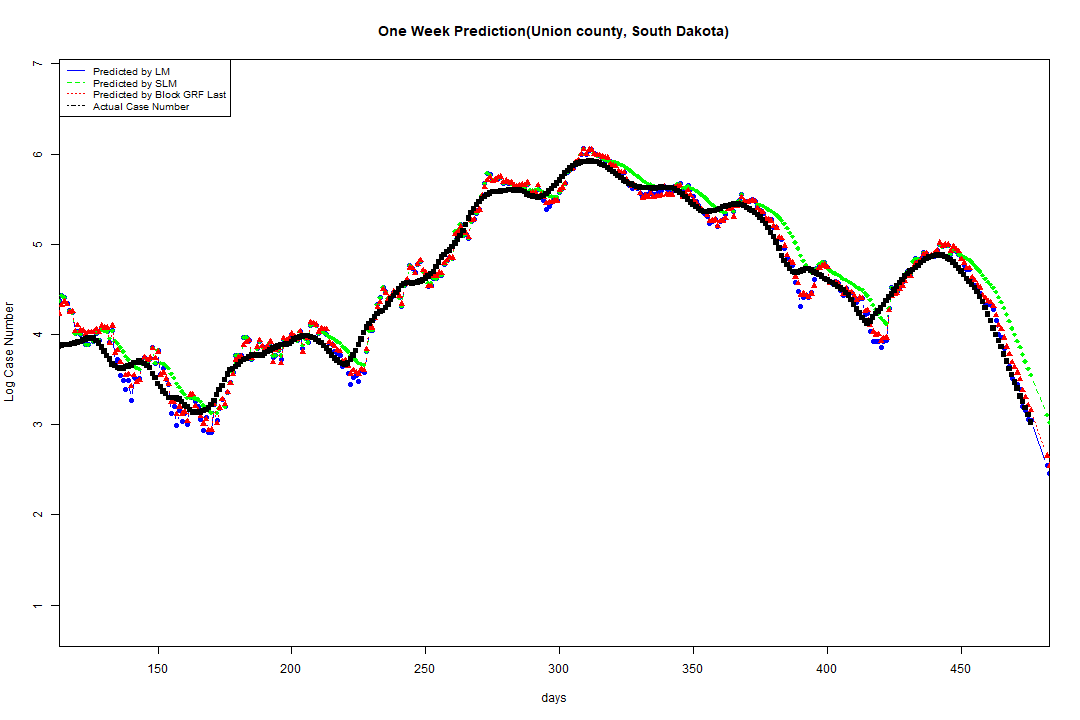 One Week Prediction(Union county, South Dakota)
Predicted by LM
Predicted by SLM
Predicted by Block GRF Last
Actual Case Number
7
6
5
4
3
2
1
Log Case Number
150 200 250 300 350 400 450
days